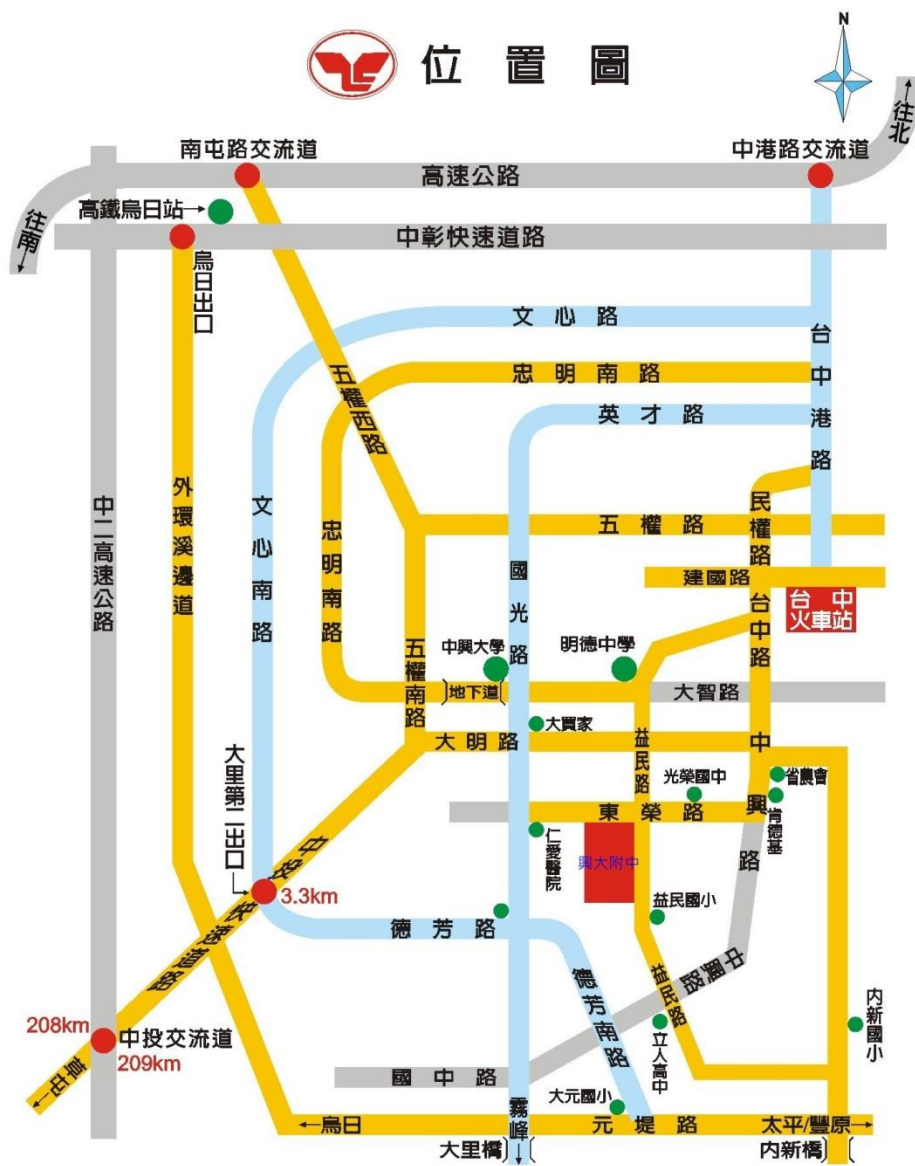 位置圖
N
往北
南屯路交流道
中港路交流道
高速公路
高鐵烏日站→
往南
中彰快速道路
烏日出口
文心路
台中港路
忠明南路
五權西路
英才路
外環溪邊道
文心南路
中二高速公路
忠明南路
民權路
五權路
國光路
建國路
台中路
台中
火車站
中興大學
明德中學
五權南路
地下道
大智路
大買家
大明路
益民路
中興路
大里第二出口
光榮國中
省農會
東榮路
肯德基
仁愛醫院
興大附中
中投快速道路
3.3km
益民國小
德芳路
德芳南路
中瀰路
益民路
內新國小
208km
中投交流道
209km
立人高中
草屯
國中路
大元國小
霧峰
←烏日
元堤路
太平/豐原→
大里橋
內新橋